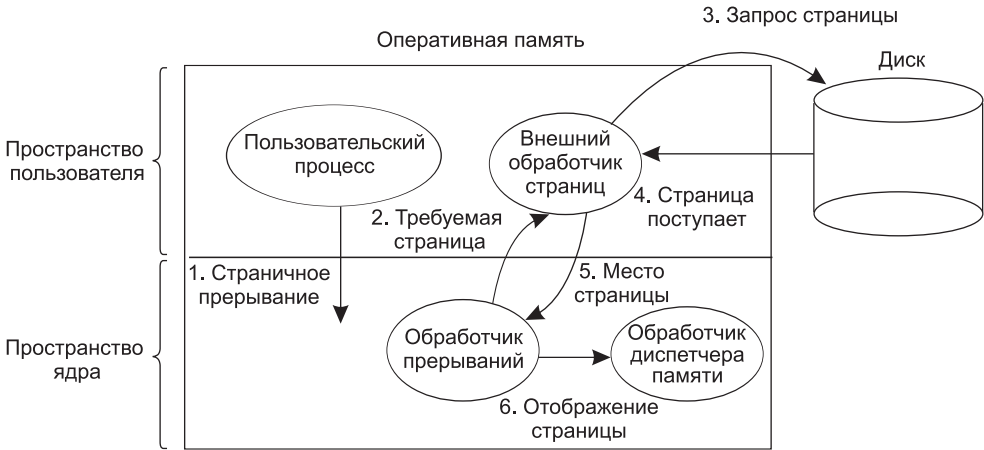 3. Запрос страницы
Оперативная память
Диск
Пространство
пользователя
Пользовательский
процесс
Внешний
обработчик
страниц
4. Страница
поступает
2. Требуемая
страница
1. Страничное
прерывание
5. Место
страницы
Пространство
ядра
Обработчик
прерываний
Обработчик
диспетчера
памяти
6. Отображение
страницы